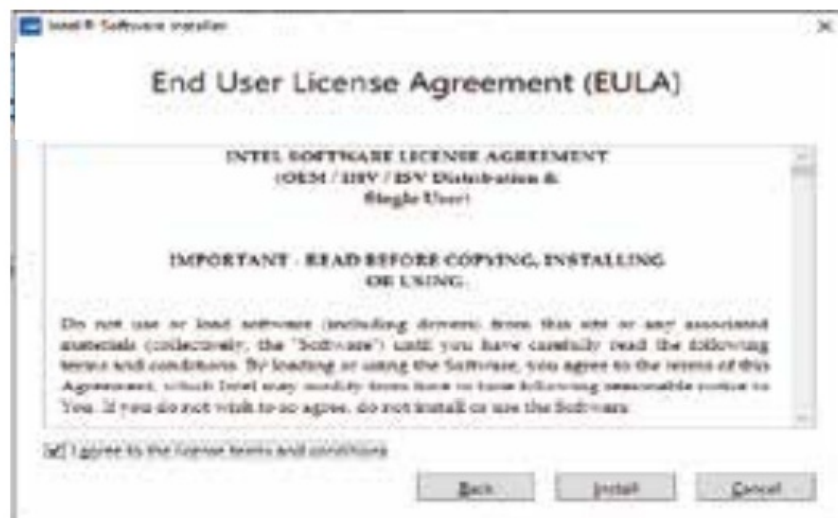 Intel® Software Installer
End User License Agreement (EULA)
INTEL SOFTWARE LICENSE AGREEMENT
(OEM / IHV / ISV Distribution &
Single User)
IMPORTANT - READ BEFORE COPYING, INSTALLING
OR USING.
Do not use or load software (including drivers) from this site or any associated
materials (collectively, the "Software") until you have carefully read the following
terms and conditions. By loading or using the Software, you agree to the terms of this
Agreement, which Intel may modify from time to time following reasonable notice to
You. If you do not wish to so agree, do not install or use the Software.
I agree to the license terms and conditions
Back
Install
Cancel